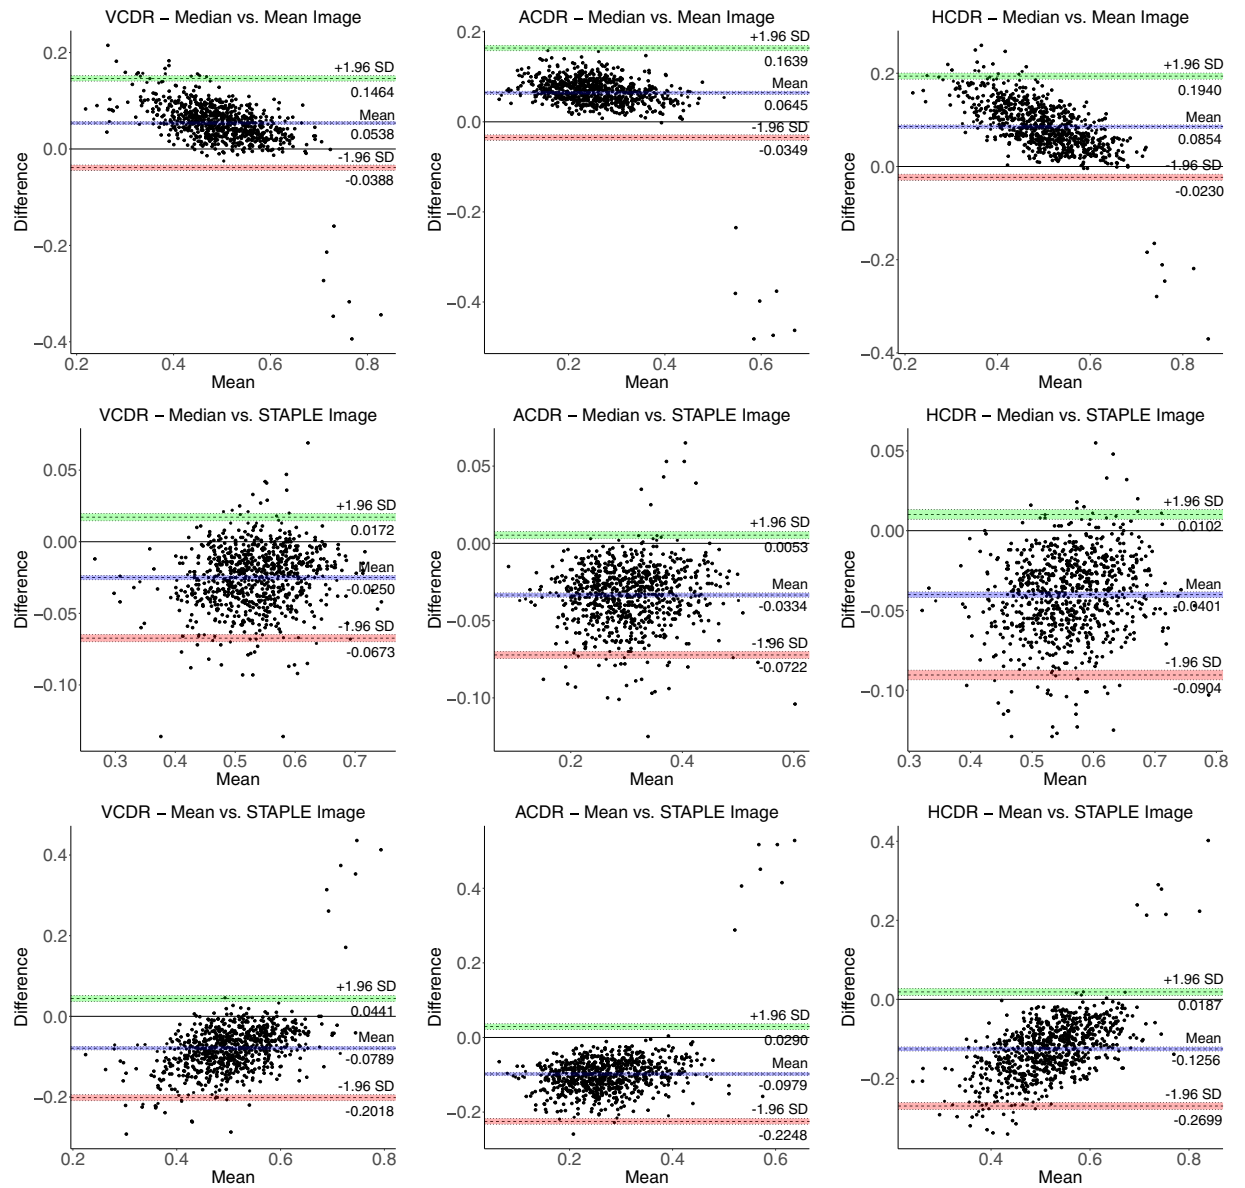 VCDR – Median vs. Mean Image
0.2
0.0
−0.2
−0.4
Difference
+1.96 SD
0.1464
Mean
0.0538
-1.96 SD
-0.0388
0.2
0.4
0.6
0.8
Mean
ACDR – Median vs. Mean Image
0.2
0.0
−0.2
−0.4
Difference
+1.96 SD
0.1639
Mean
0.0645
-1.96 SD
-0.0349
0.2
0.4
0.6
Mean
HCDR – Median vs. Mean Image
0.2
0.0
−0.2
−0.4
Difference
+1.96 SD
0.1940
Mean
0.0854
-1.96 SD
-0.0230
0.2
0.4
0.6
0.8
Mean
VCDR – Median vs. STAPLE Image
0.05
0.00
−0.05
−0.10
Difference
+1.96 SD
0.0172
Mean
-0.0250
-1.96 SD
-0.0673
0.3
0.4
0.5
0.6
0.7
Mean
ACDR – Median vs. STAPLE Image
0.05
0.00
−0.05
−0.10
Difference
+1.96 SD
0.0053
Mean
-0.0334
-1.96 SD
-0.0722
0.2
0.4
0.6
Mean
HCDR – Median vs. STAPLE Image
0.05
0.00
−0.05
−0.10
Difference
+1.96 SD
0.0102
Mean
-0.0401
-1.96 SD
-0.0904
0.3
0.4
0.5
0.6
0.7
0.8
Mean
VCDR – Mean vs. STAPLE Image
0.4
0.2
0.0
−0.2
Difference
+1.96 SD
0.0441
Mean
-0.0789
-1.96 SD
-0.2018
0.2
0.4
0.6
0.8
Mean
ACDR – Mean vs. STAPLE Image
0.4
0.2
0.0
−0.2
Difference
+1.96 SD
0.0290
Mean
-0.0979
-1.96 SD
-0.2248
0.2
0.4
0.6
Mean
HCDR – Mean vs. STAPLE Image
0.4
0.2
0.0
−0.2
Difference
+1.96 SD
0.0187
Mean
-0.1256
-1.96 SD
-0.2699
0.4
0.6
0.8
Mean